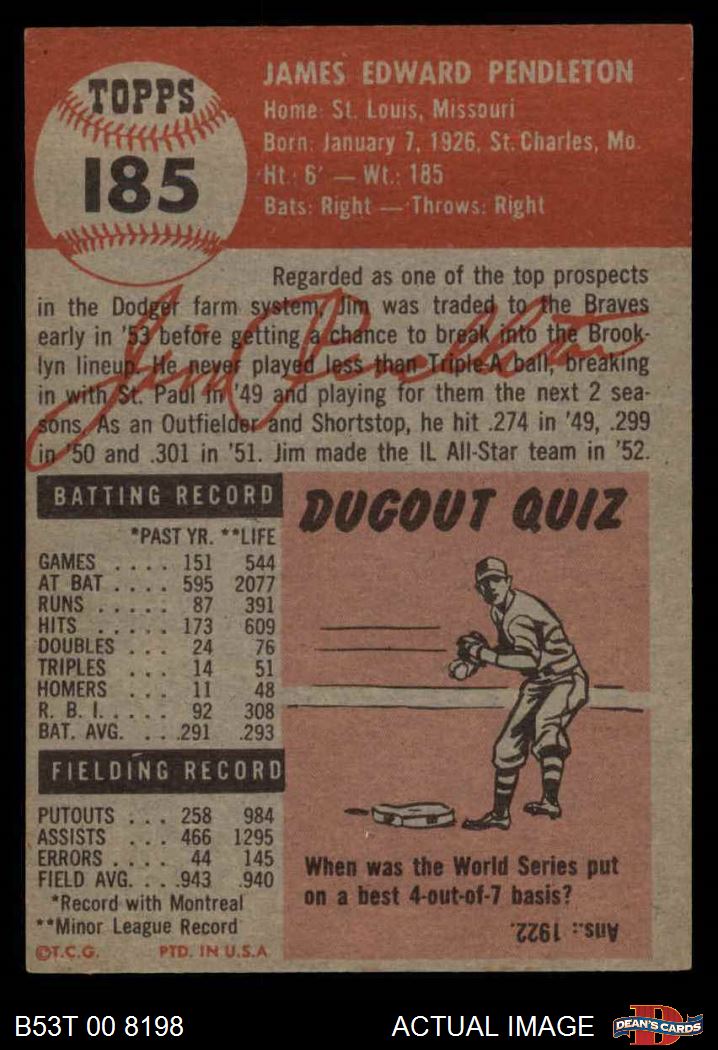 TOPPS
185
JAMES EDWARD PENDLETON
Home: St. Louis, Missouri
Born: January 7, 1926, St. Charles, Mo.
Ht.: 6' — Wt.: 185
Bats: Right — Throws: Right
Regarded as one of the top prospects
in the Dodger farm system, Jim was traded to the Braves
early in '53 before getting a chance to break into the Brook-
lyn lineup. He never played less than Triple-A ball, breaking
in with St. Paul in '49 and playing for them the next 2 sea-
sons. As an Outfielder and Shortstop, he hit .274 in '49, .299
in '50 and .301 in '51. Jim made the IL All-Star team in '52.
Jim Pendleton
BATTING RECORD
*PAST YR. **LIFE
GAMES .... 151 544
AT BAT .... 595 2077
RUNS ..... 87 391
HITS ..... 173 609
DOUBLES ... 24 76
TRIPLES ... 14 51
HOMERS ... 11 48
R. B. I. .... 92 308
BAT. AVG. ... .291 .293
FIELDING RECORD
PUTOUTS ... 258 984
ASSISTS ... 466 1295
ERRORS .... 44 145
FIELD AVG. ... .943 .940
*Record with Montreal
**Minor League Record
©T.C.G. PTD. IN U.S.A
DUGOUT QUIZ
When was the World Series put
on a best 4-out-of-7 basis?
Ans.: 1922.
B53T 00 8198 ACTUAL IMAGE
D
DEAN'S CARDS